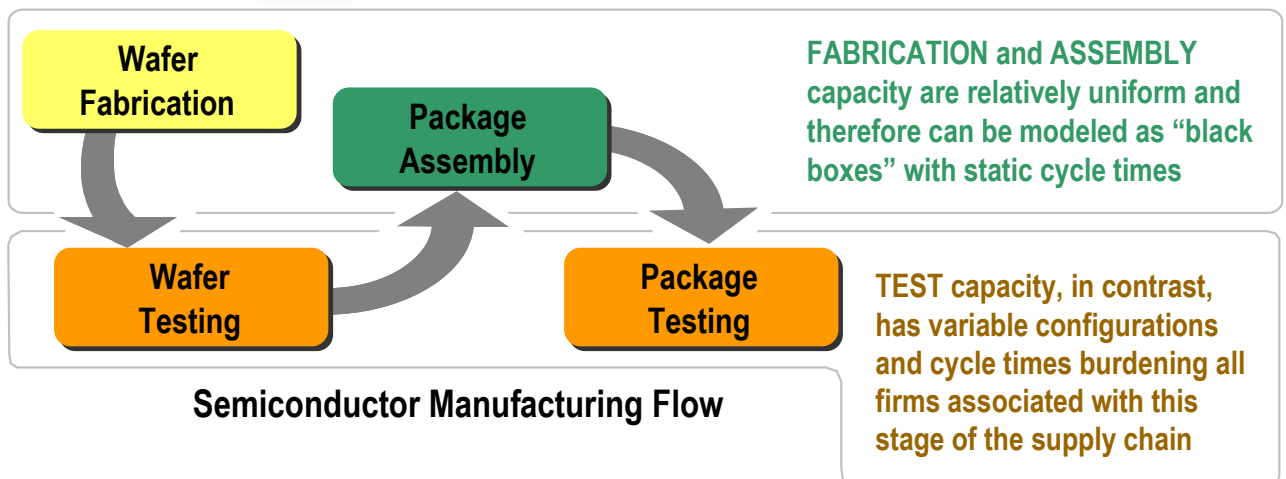 Wafer
Fabrication
Package
Assembly
FABRICATION and ASSEMBLY
capacity are relatively uniform and
therefore can be modeled as “black
boxes” with static cycle times
Wafer
Testing
Package
Testing
TEST capacity, in contrast,
has variable configurations
and cycle times burdening all
firms associated with this
stage of the supply chain
Semiconductor Manufacturing Flow